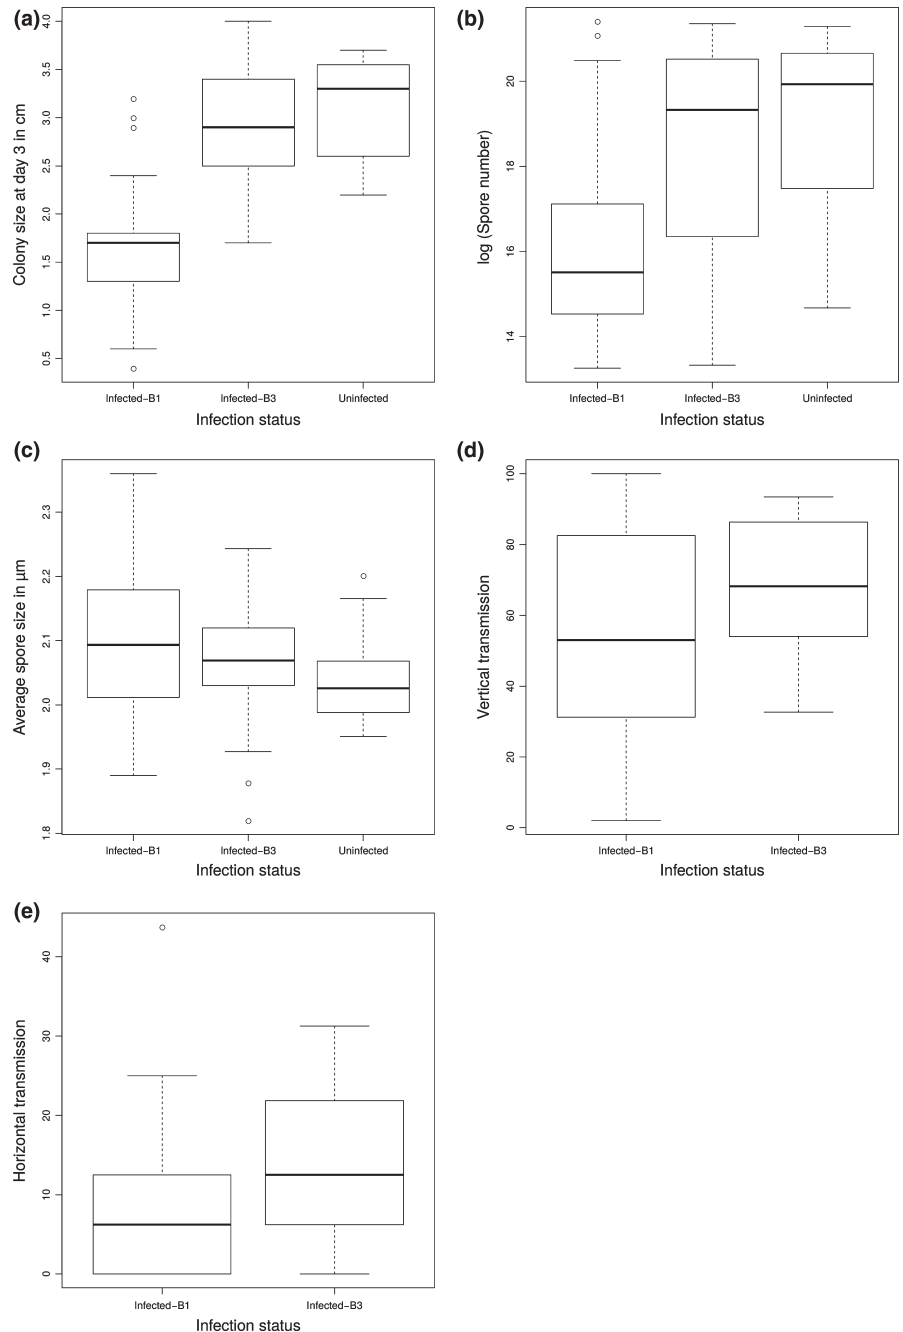 (a)
Colony size at day 3 in cm
4.0
3.5
3.0
2.5
2.0
1.5
1.0
0.5
Infected−B1 Infected−B3 Uninfected
Infection status
(b)
log (Spore number)
20
18
16
14
Infected−B1 Infected−B3 Uninfected
Infection status
(c)
Average spore size in µm
2.3
2.2
2.1
2.0
1.9
1.8
Infected−B1 Infected−B3 Uninfected
Infection status
(d)
Vertical transmission
100
80
60
40
20
0
Infected−B1 Infected−B3
Infection status
(e)
Horizontal transmission
40
30
20
10
0
Infected−B1 Infected−B3
Infection status